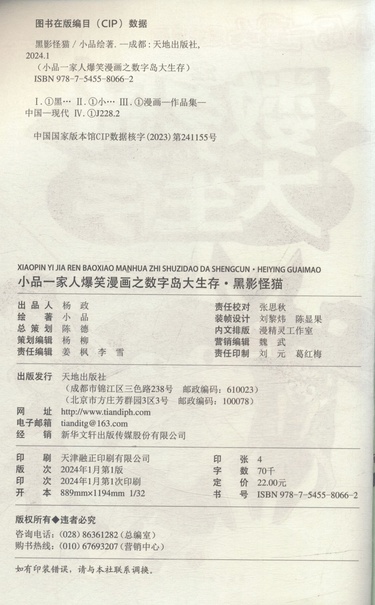 图书在版编目（CIP）数据
黑影怪猫 / 小品绘著. —成都：天地出版社，
2024.1
（小品一家人爆笑漫画之数字岛大生存）
ISBN 978-7-5455-8066-2
Ⅰ.①黑… Ⅱ.①小… Ⅲ.①漫画—作品集—
中国—现代 Ⅳ.①J228.2
中国国家版本馆CIP数据核字(2023)第241155号
XIAOPIN YI JIA REN BAOXIAO MANHUA ZHI SHUZIDAO DA SHENGCUN · HEIYING GUAIMAO
小品一家人爆笑漫画之数字岛大生存·黑影怪猫
出品人 杨政
绘著 小品
总策划 陈德
策划编辑 杨柳
责任编辑 姜枫 李雪
责任校对 张思秋
装帧设计 刘黎炜 陈显果
内文排版 漫精灵工作室
营销编辑 魏武
责任印制 刘元 葛红梅
出版发行 天地出版社
（成都市锦江区三色路238号 邮政编码：610023）
（北京市方庄芳群园3区3号 邮政编码：100078）
网址 http://www.tiandiph.com
电子邮箱 tianditg@163.com
经销 新华文轩出版传媒股份有限公司
印刷 天津融正印刷有限公司
版次 2024年1月第1版
印次 2024年1月第1次印刷
开本 889mm×1194mm 1/32
印张 4
字数 70千
定价 22.00元
书号 ISBN 978-7-5455-8066-2
版权所有◆违者必究
咨询电话：(028) 86361282（总编室）
购书热线：(010) 67693207（营销中心）
如有印装错误，请与本社联系调换。